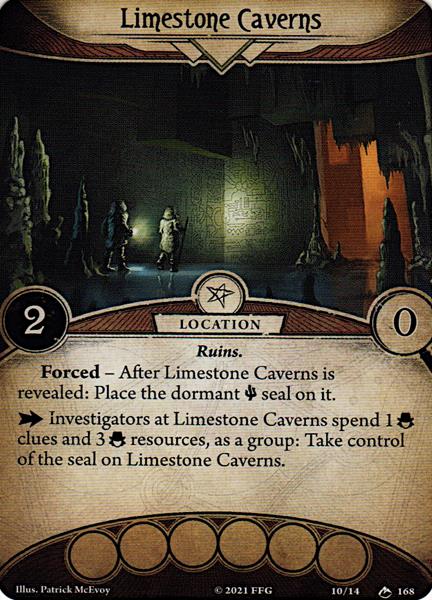 Limestone Caverns
2
LOCATION
0
Ruins.
Forced – After Limestone Caverns is
revealed: Place the dormant seal on it.
Investigators at Limestone Caverns spend 1
clues and 3 resources, as a group: Take control
of the seal on Limestone Caverns.
Illus. Patrick McEvoy © 2021 FFG 10/14 168